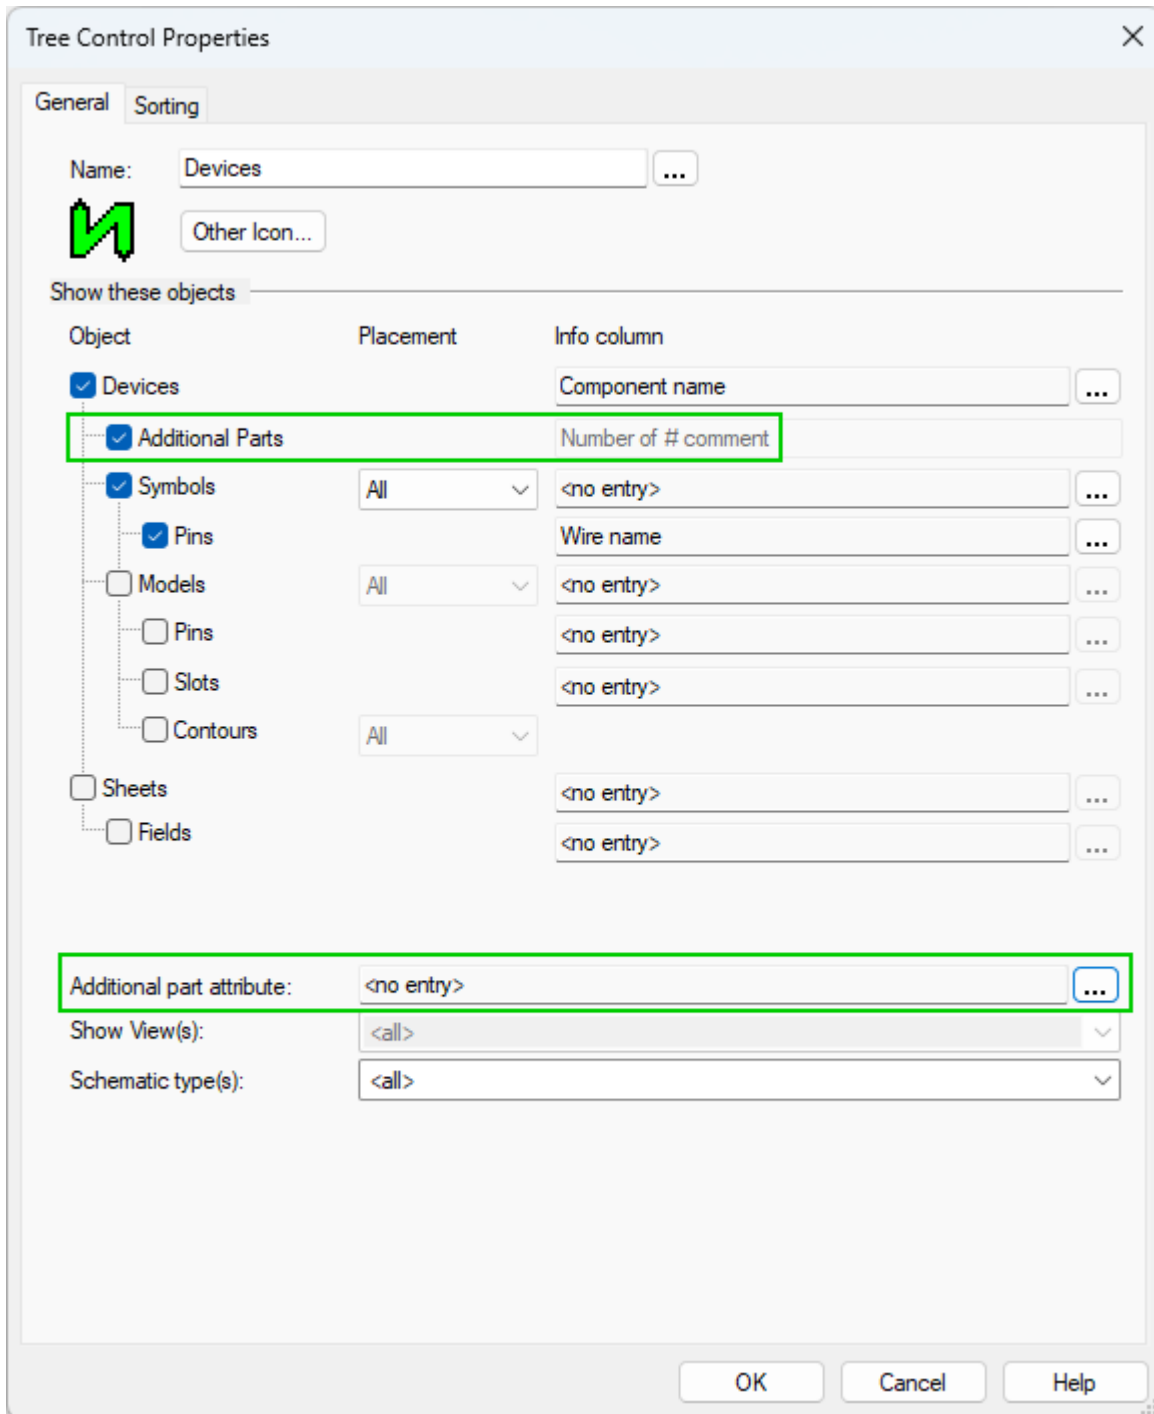 Tree Control Properties
General Sorting
Name: Devices ...
Other Icon...
Show these objects
Object Placement Info column
Devices Component name ...
Additional Parts Number of # comment
Symbols All <no entry> ...
Pins Wire name ...
Models All <no entry> ...
Pins <no entry> ...
Slots <no entry> ...
Contours All
Sheets <no entry> ...
Fields <no entry> ...
Additional part attribute: <no entry> ...
Show View(s): <all>
Schematic type(s): <all>
OK Cancel Help